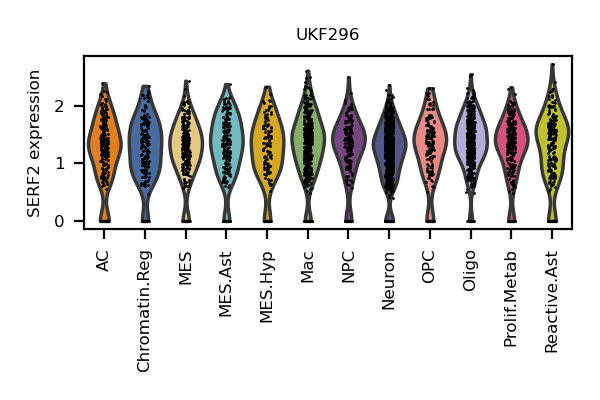 UKF296
SERF2 expression
2
1
0
AC
Chromatin.Reg
MES
MES.Ast
MES.Hyp
Mac
NPC
Neuron
OPC
Oligo
Prolif.Metab
Reactive.Ast